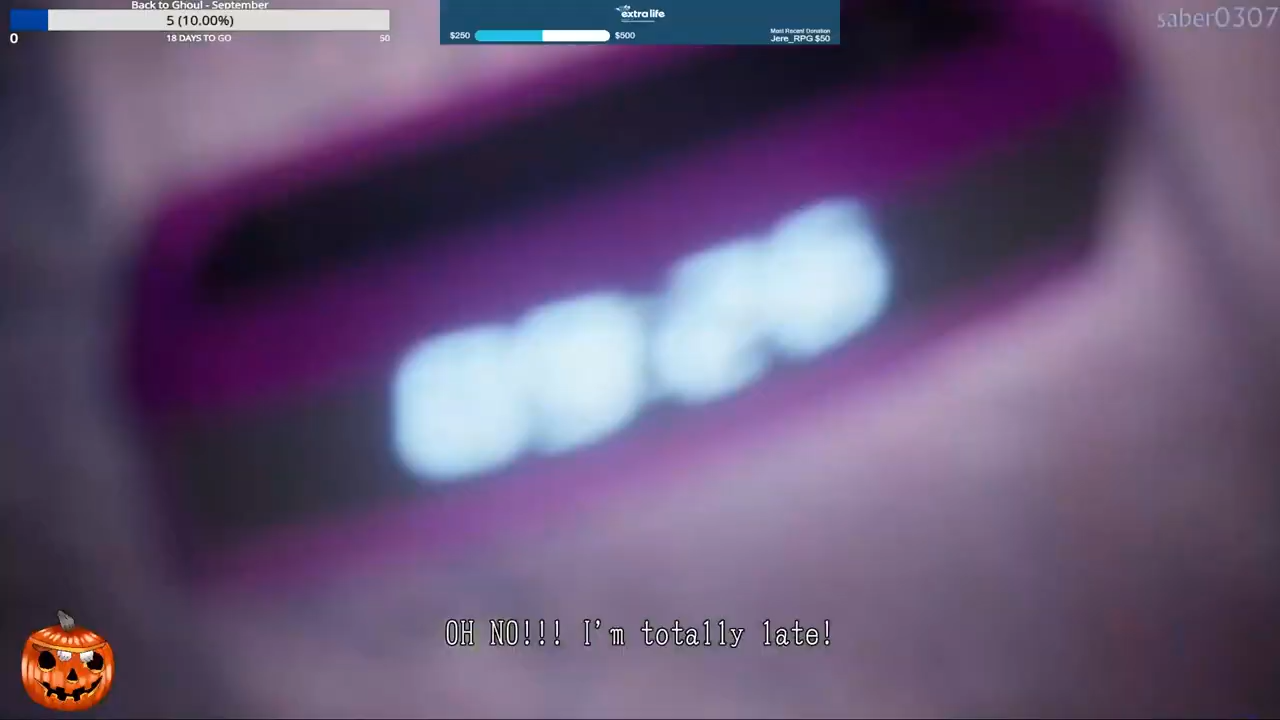 Back to Ghoul - September
5 (10.00%)
0
18 DAYS TO GO
50
extra life
$250
$500
Most Recent Donation
Jere_RPG $50
saber0307
OH NO!!! I'm totally late!